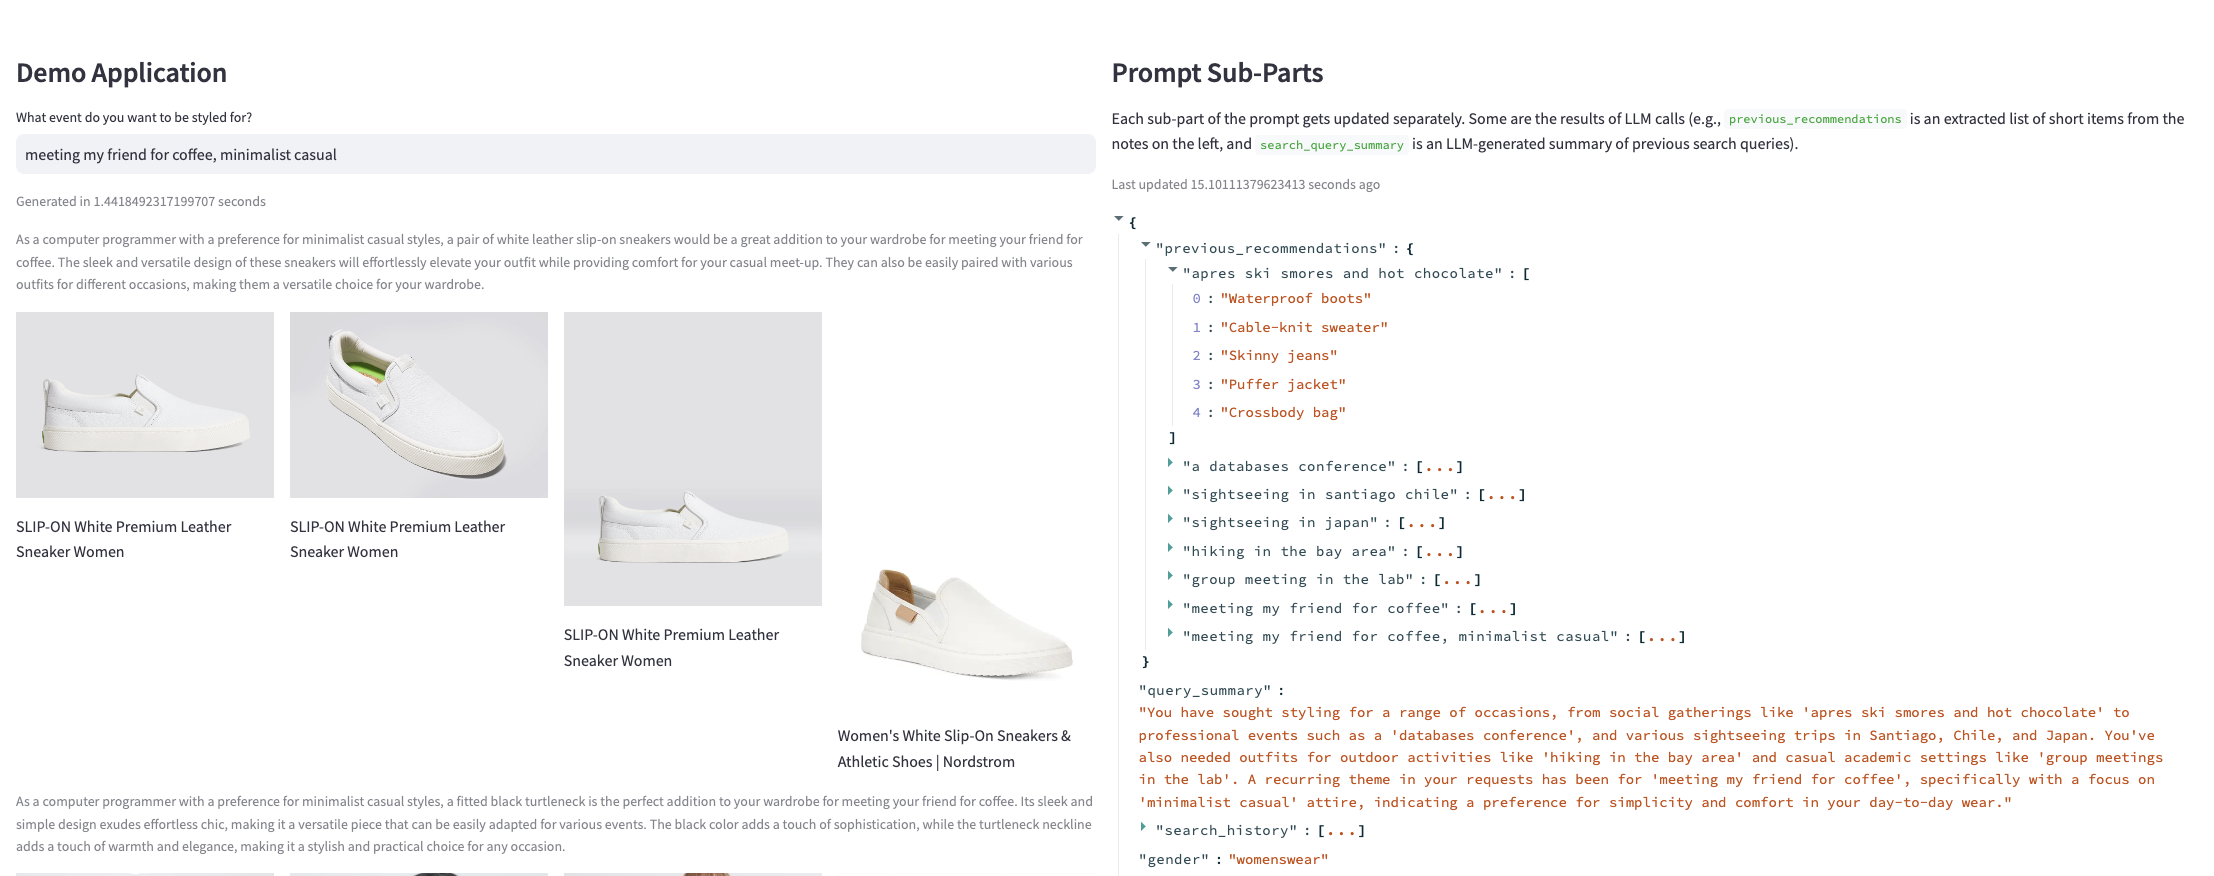 Demo Application
What event do you want to be styled for?
meeting my friend for coffee, minimalist casual
Generated in 1.4418492317199707 seconds
As a computer programmer with a preference for minimalist casual styles, a pair of white leather slip-on sneakers would be a great addition to your wardrobe for meeting your friend for
coffee. The sleek and versatile design of these sneakers will effortlessly elevate your outfit while providing comfort for your casual meet-up. They can also be easily paired with various
outfits for different occasions, making them a versatile choice for your wardrobe.
SLIP-ON White Premium Leather
Sneaker Women
SLIP-ON White Premium Leather
Sneaker Women
SLIP-ON White Premium Leather
Sneaker Women
Women's White Slip-On Sneakers &
Athletic Shoes | Nordstrom
As a computer programmer with a preference for minimalist casual styles, a fitted black turtleneck is the perfect addition to your wardrobe for meeting your friend for coffee. Its sleek and
simple design exudes effortless chic, making it a versatile piece that can be easily adapted for various events. The black color adds a touch of sophistication, while the turtleneck neckline
adds a touch of warmth and elegance, making it a stylish and practical choice for any occasion.
Prompt Sub-Parts
Each sub-part of the prompt gets updated separately. Some are the results of LLM calls (e.g., previous_recommendations is an extracted list of short items from the
notes on the left, and search_query_summary is an LLM-generated summary of previous search queries).
Last updated 15.10111379623413 seconds ago
{
"previous_recommendations" : {
"apres ski smores and hot chocolate" : [
0 : "Waterproof boots"
1 : "Cable-knit sweater"
2 : "Skinny jeans"
3 : "Puffer jacket"
4 : "Crossbody bag"
]
"a databases conference" : [...]
"sightseeing in santiago chile" : [...]
"sightseeing in japan" : [...]
"hiking in the bay area" : [...]
"group meeting in the lab" : [...]
"meeting my friend for coffee" : [...]
"meeting my friend for coffee, minimalist casual" : [...]
}
"query_summary" :
"You have sought styling for a range of occasions, from social gatherings like 'apres ski smores and hot chocolate' to
professional events such as a 'databases conference', and various sightseeing trips in Santiago, Chile, and Japan. You've
also needed outfits for outdoor activities like 'hiking in the bay area' and casual academic settings like 'group meetings
in the lab'. A recurring theme in your requests has been for 'meeting my friend for coffee', specifically with a focus on
'minimalist casual' attire, indicating a preference for simplicity and comfort in your day-to-day wear."
"search_history" : [...]
"gender" : "womenswear"